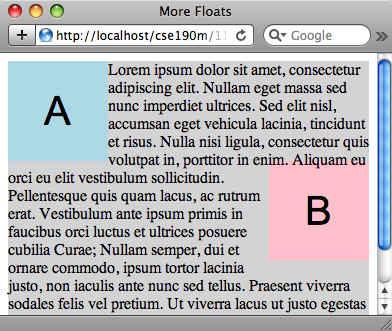 More Floats
http://localhost/cse190m/11
Google
A
Lorem ipsum dolor sit amet, consectetur
adipiscing elit. Nullam eget massa sed
nunc imperdiet ultrices. Sed elit nisl,
accumsan eget vehicula lacinia, tincidunt
et risus. Nulla nisi ligula, consectetur quis
volutpat in, porttitor in enim. Aliquam eu
orci eu elit vestibulum sollicitudin.
Pellentesque quis quam lacus, ac rutrum
erat. Vestibulum ante ipsum primis in
faucibus orci luctus et ultrices posuere
cubilia Curae; Nullam semper, dui et
ornare commodo, ipsum tortor lacinia
B
justo, non iaculis ante nunc sed tellus. Praesent viverra
sodales felis vel pretium. Ut viverra lacus ut justo egestas